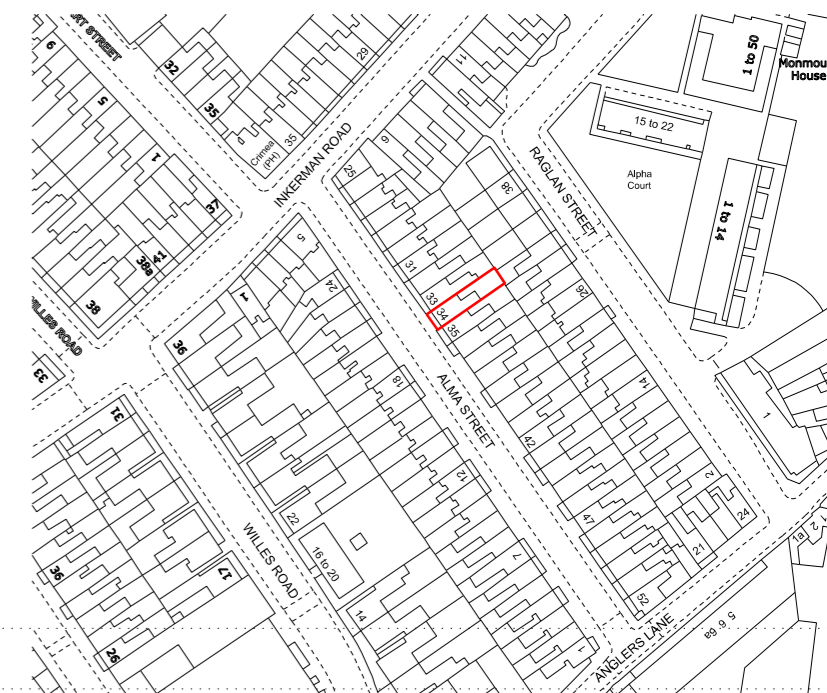 RT STREET
9
5
1
32
35
29
Crimea
(PH)
35
INKERMAN ROAD
11
9
25
1 to 50
Monmou
House
15 to 22
Alpha
Court
RAGLAN STREET
38
1 to 14
37
41
38a
38
WILLES ROAD
33
5
1
24
36
31
31
33
34
35
26
14
1
ALMA STREET
18
42
12
47
2
24
21
1a
2
22
16 to 20
WILLES ROAD
17
36
26
14
7
52
1
ANGLERS LANE
5 6 6a